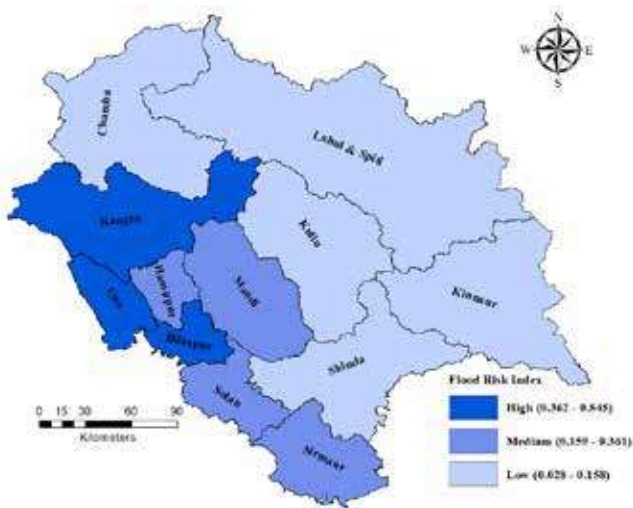 N
W E
S
Chamba
Lahul & Spiti
Kangra
Kullu
Hamirpur
Mandi
Una
Kinnaur
Bilaspur
Shimla
Solan
Sirmaur
Flood Risk Index
High (0.362 - 0.845)
Medium (0.159 - 0.361)
Low (0.028 - 0.158)
0 15 30 60 90
Kilometers